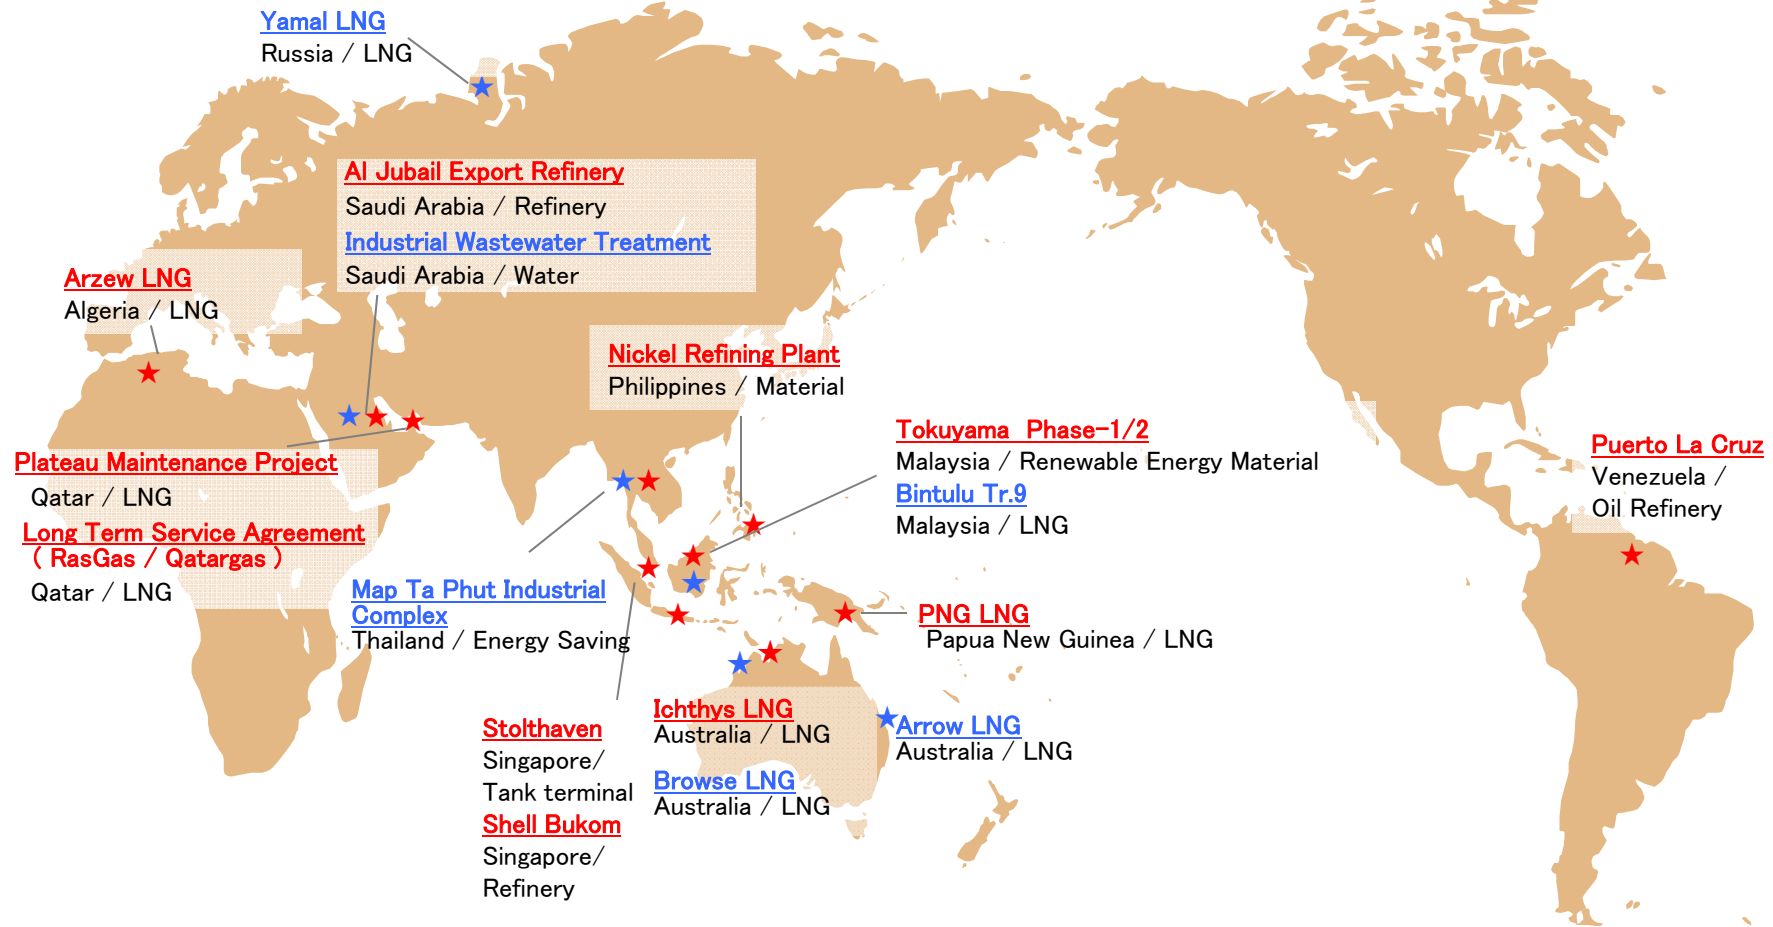 Yamal LNG
Russia / LNG
Al Jubail Export Refinery
Saudi Arabia / Refinery
Industrial Wastewater Treatment
Saudi Arabia / Water
Arzew LNG
Algeria / LNG
Nickel Refining Plant
Philippines / Material
Tokuyama Phase-1/2
Malaysia / Renewable Energy Material
Bintulu Tr.9
Malaysia / LNG
Puerto La Cruz
Venezuela /
Oil Refinery
Plateau Maintenance Project
Qatar / LNG
Long Term Service Agreement
( RasGas / Qatargas )
Qatar / LNG
Map Ta Phut Industrial
Complex
Thailand / Energy Saving
PNG LNG
Papua New Guinea / LNG
Stolthaven
Singapore/
Tank terminal
Shell Bukom
Singapore/
Refinery
Ichthys LNG
Australia / LNG
Browse LNG
Australia / LNG
Arrow LNG
Australia / LNG